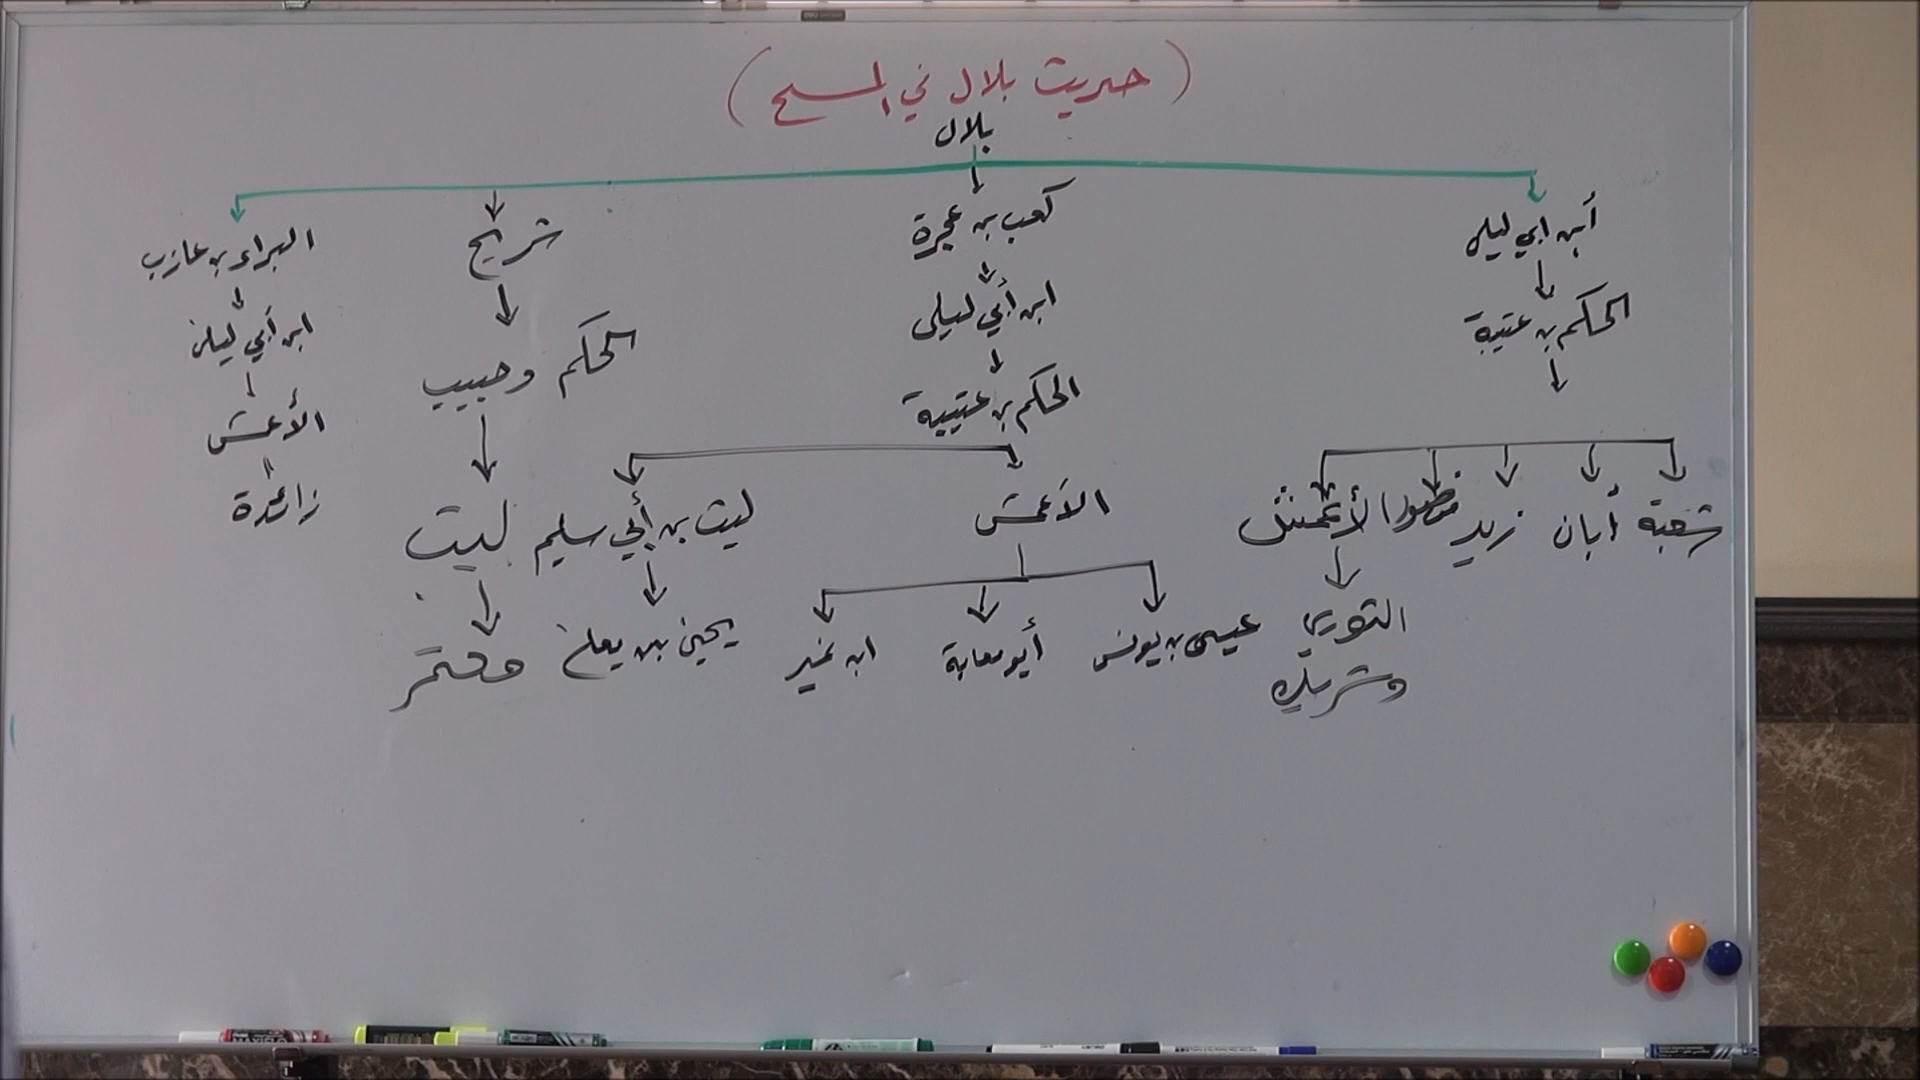 (حديث بلال في المسح)
بلال
ابن ابي ليلى
الحكم بن عتيبة
شعبة
أبان
زيد
منصور
الأعمش
الثوري
وشريك
كعب بن عجرة
ابن أبي ليلى
الحكم بن عتيبة
الأعمش
عيسى بن يونس
أبو معاوية
ابن نمير
ليث بن أبي سليم
يحيى بن يعلى
شريح
الحكم وحبيب
ليث
معتمر
البراء بن عازب
ابن أبي ليلى
الأعمش
زائدة